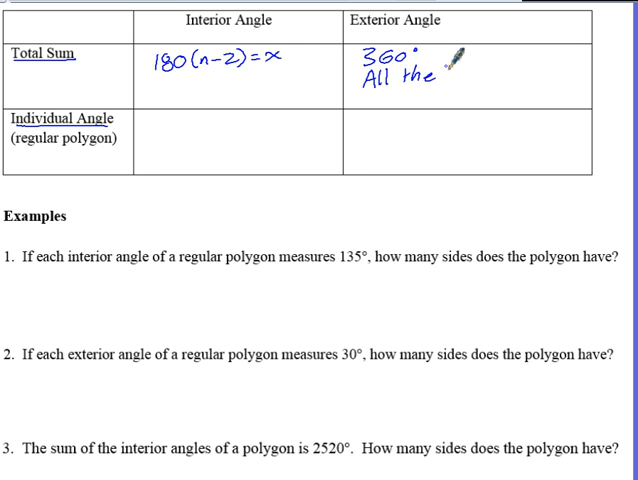 Interior Angle Exterior Angle
Total Sum 180(n-2)=x 360°
All the
Individual Angle
(regular polygon)
Examples
1. If each interior angle of a regular polygon measures 135°, how many sides does the polygon have?
2. If each exterior angle of a regular polygon measures 30°, how many sides does the polygon have?
3. The sum of the interior angles of a polygon is 2520°. How many sides does the polygon have?